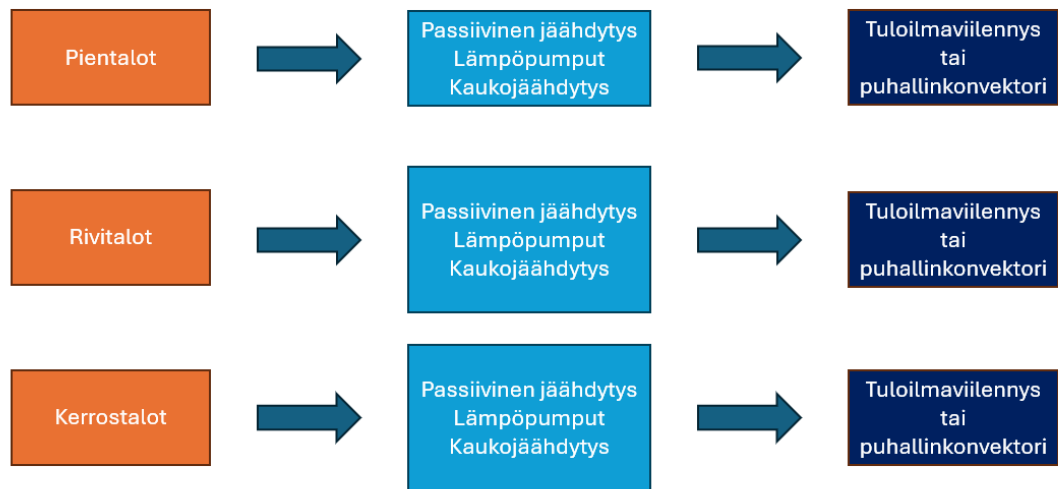 Pientalot
Passiivinen jäähdytys
Lämpöpumput
Kaukojäähdytys
Tuloilmaviilennys
tai
puhallinkonvektori
Rivitalot
Passiivinen jäähdytys
Lämpöpumput
Kaukojäähdytys
Tuloilmaviilennys
tai
puhallinkonvektori
Kerrostalot
Passiivinen jäähdytys
Lämpöpumput
Kaukojäähdytys
Tuloilmaviilennys
tai
puhallinkonvektori